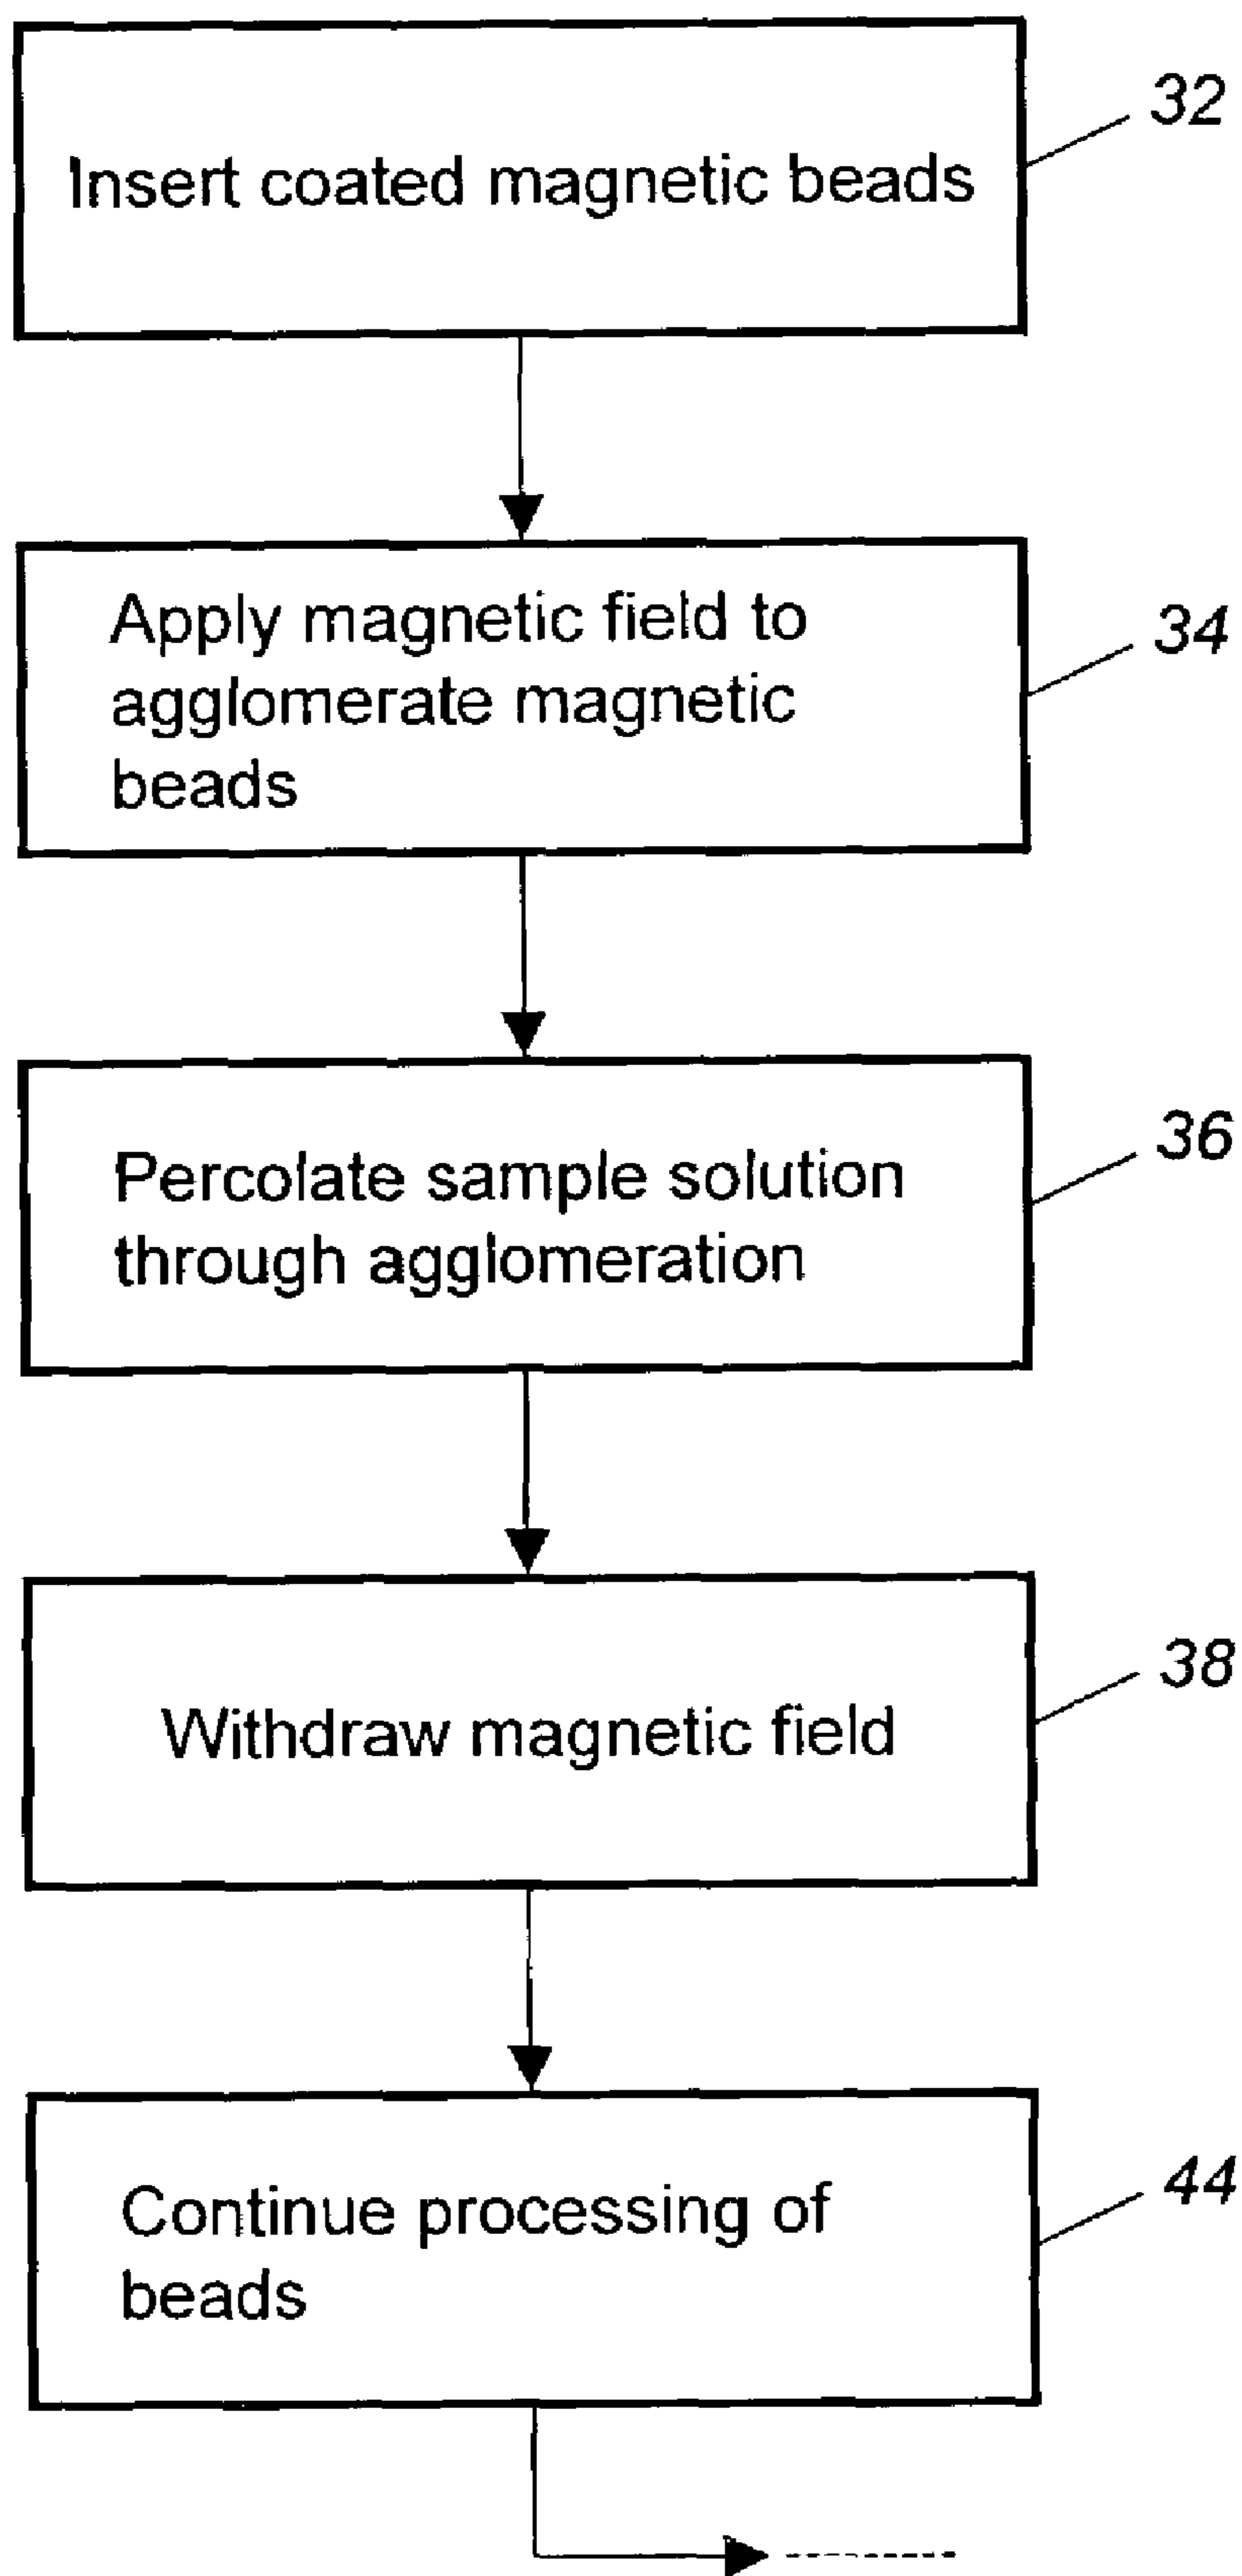 Insert coated magnetic beads
32
Apply magnetic field to
agglomerate magnetic
beads
34
Percolate sample solution
through agglomeration
36
Withdraw magnetic field
38
Continue processing of
beads
44